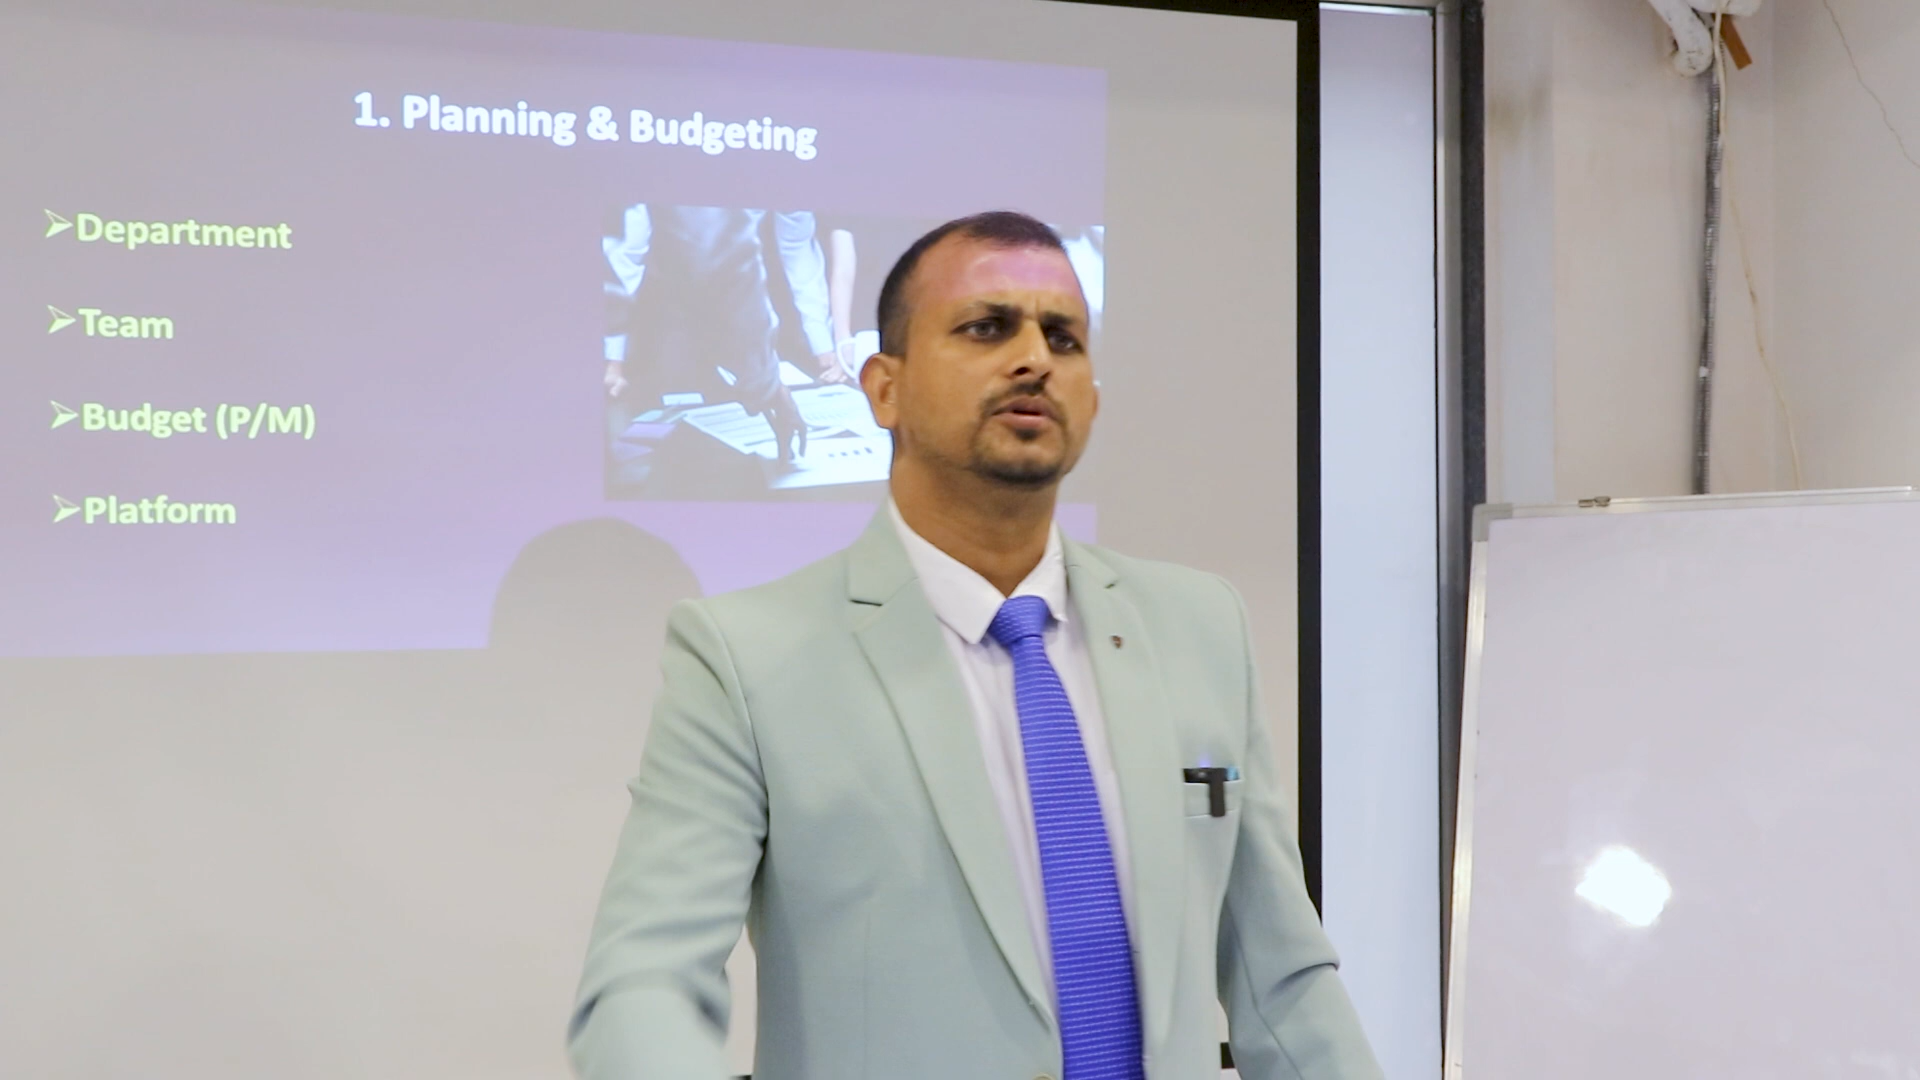 1. Planning & Budgeting
➢Department
➢Team
➢Budget (P/M)
➢Platform